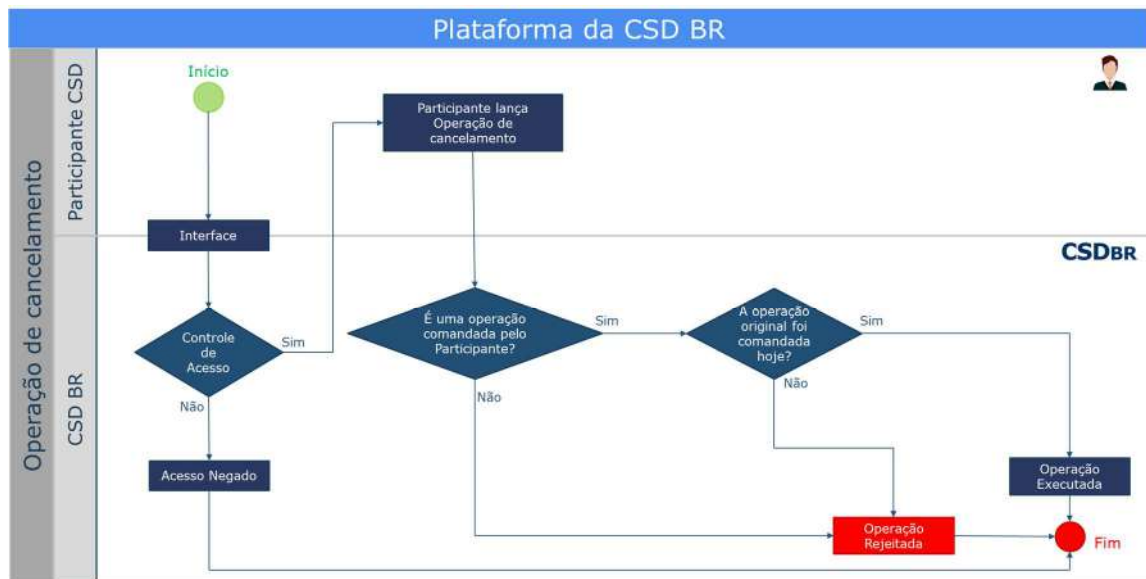 Plataforma da CSD BR
Operação de cancelamento
Participante CSD
Início
Participante lança
Operação de
cancelamento
Interface
CSD BR
CSDBR
Controle
de
Acesso
Sim
Não
É uma operação
comandada pelo
Participante?
Sim
Não
A operação
original foi
comandada
hoje?
Sim
Não
Acesso Negado
Operação
Executada
Operação
Rejeitada
Fim